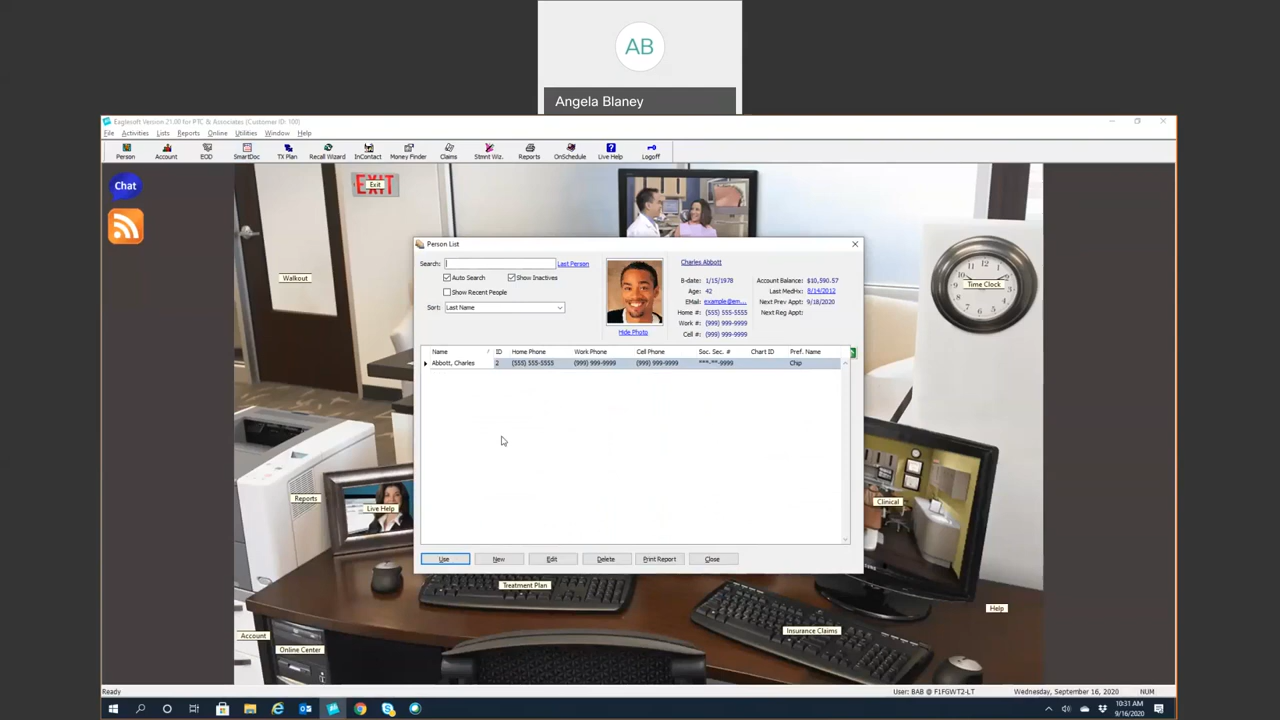 AB
Angela Blaney
Eaglesoft Version 21.00 for PTC & Associates (Customer ID: 100)
File Activities Lists Reports Online Utilities Window Help
Person Account EOD SmartDoc TX Plan Recall Wizard InContact Money Finder Claims Stmnt Wiz. Reports OnSchedule Live Help Logoff
Chat
EXIT
Exit
Walkout
Time Clock
Person List
Search: Last Person
Auto Search Show Inactives
Show Recent People
Sort: Last Name
Hide Photo
Charles Abbott
B-date: 1/15/1978 Account Balance: $10,590.57
Age: 42 Last MedHx: 8/14/2012
EMail: example@em... Next Prev Appt: 9/18/2020
Home #: (555) 555-5555 Next Reg Appt:
Work #: (999) 999-9999
Cell #: (999) 999-9999
Name ID Home Phone Work Phone Cell Phone Soc. Sec. # Chart ID Pref. Name
Abbott, Charles 2 (555) 555-5555 (999) 999-9999 (999) 999-9999 ***-**-9999 Chip
Use New Edit Delete Print Report Close
Reports
Live Help
Clinical
Treatment Plan
Help
Insurance Claims
Account
Online Center
Ready User: BAB @ F1FGWT2-LT Wednesday, September 16, 2020 NUM
10:31 AM
9/16/2020